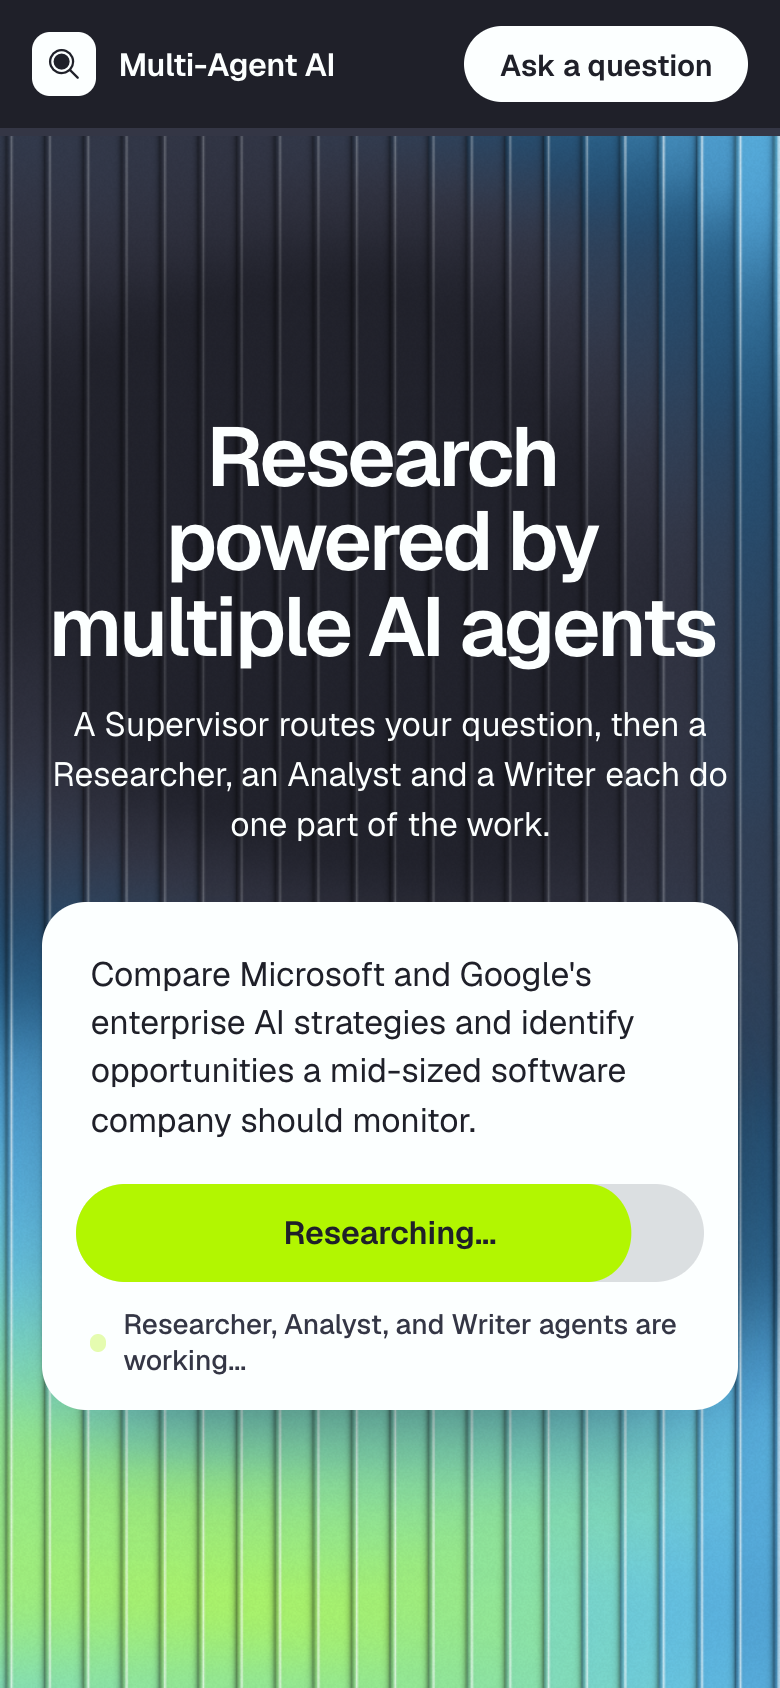 Multi-Agent AI
Ask a question
Research
powered by
multiple AI agents
A Supervisor routes your question, then a
Researcher, an Analyst and a Writer each do
one part of the work.
Compare Microsoft and Google's
enterprise AI strategies and identify
opportunities a mid-sized software
company should monitor.
Researching...
Researcher, Analyst, and Writer agents are
working...